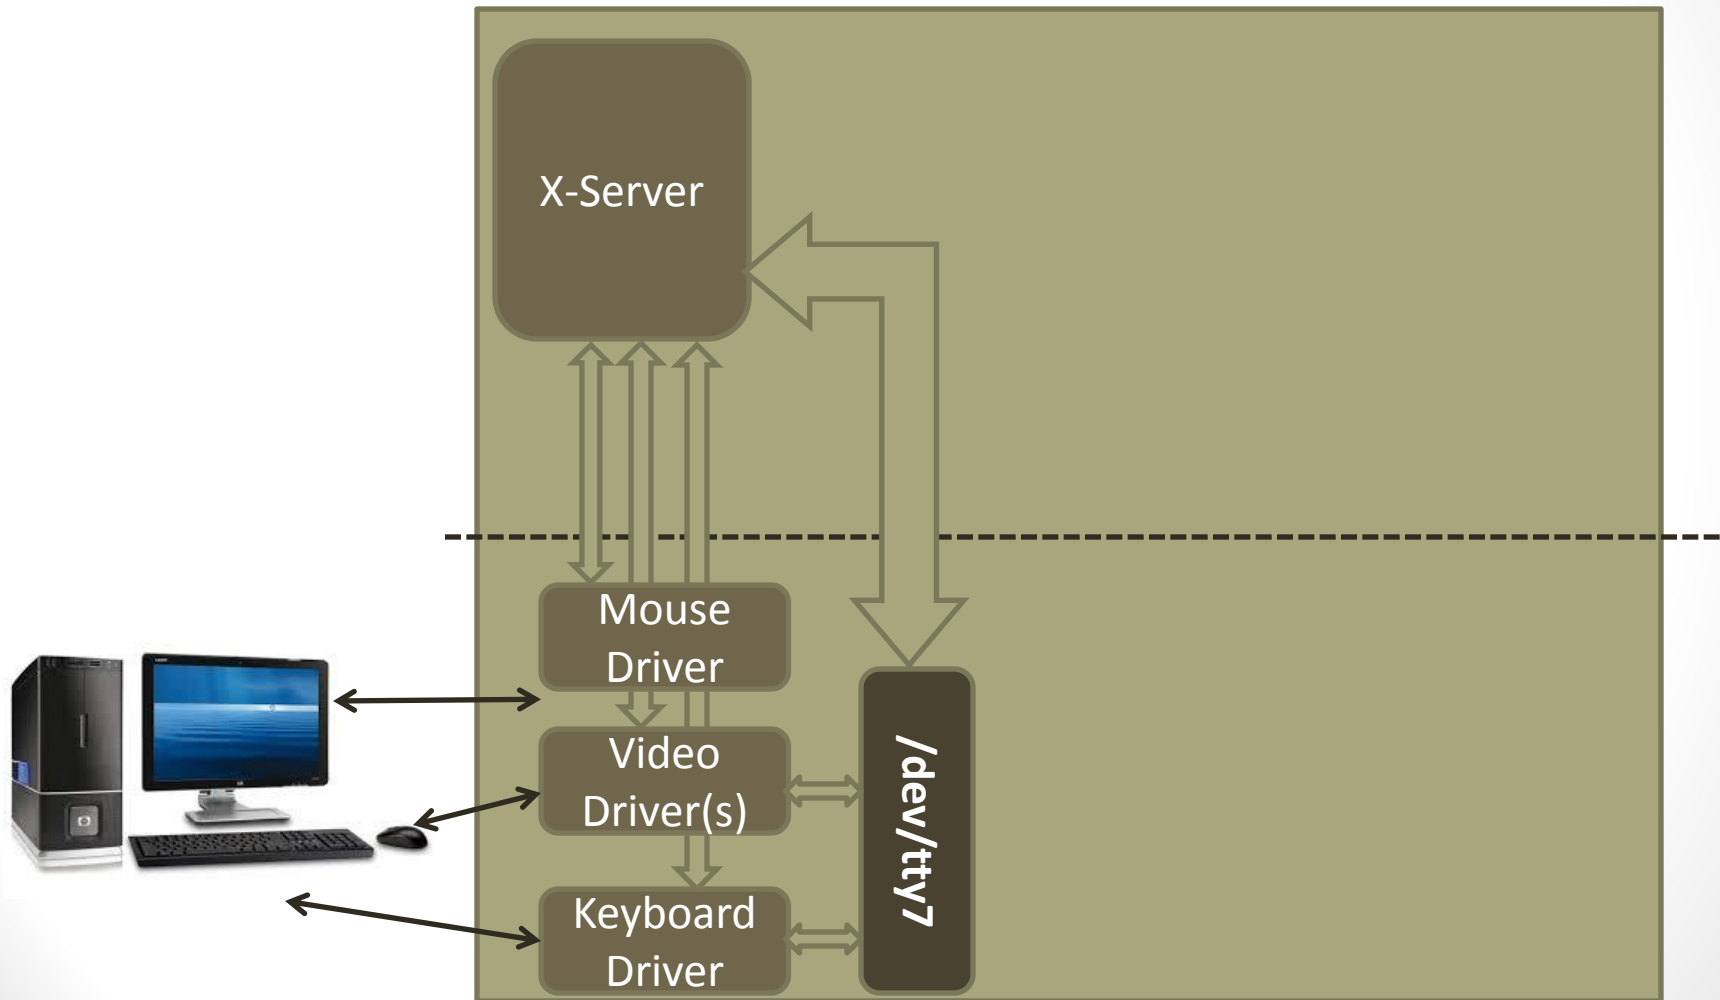 X-Server
Mouse
Driver
Video
Driver(s)
Keyboard
Driver
/dev/tty7